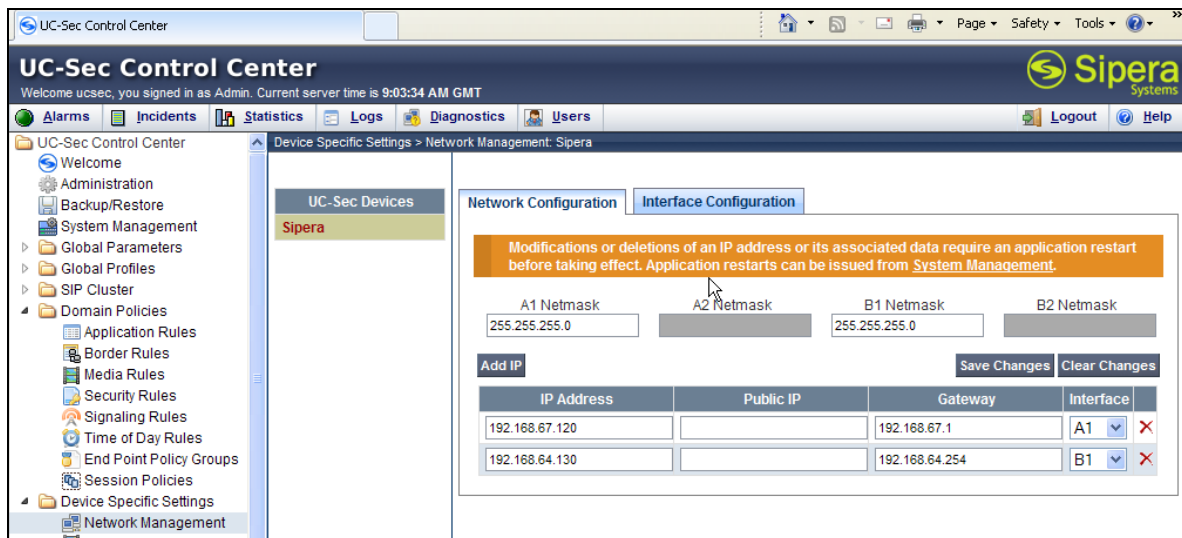 UC-Sec Control Center
Page
Safety
Tools
»
UC-Sec Control Center
Welcome ucsec, you signed in as Admin. Current server time is 9:03:34 AM GMT
Sipera
Systems
Alarms Incidents Statistics Logs Diagnostics Users Logout Help
UC-Sec Control Center
Welcome
Administration
Backup/Restore
System Management
Global Parameters
Global Profiles
SIP Cluster
Domain Policies
Application Rules
Border Rules
Media Rules
Security Rules
Signaling Rules
Time of Day Rules
End Point Policy Groups
Session Policies
Device Specific Settings
Network Management
Device Specific Settings > Network Management: Sipera
UC-Sec Devices
Sipera
Network Configuration Interface Configuration
Modifications or deletions of an IP address or its associated data require an application restart
before taking effect. Application restarts can be issued from System Management.
A1 Netmask A2 Netmask B1 Netmask B2 Netmask
255.255.255.0 255.255.255.0
Add IP Save Changes Clear Changes
IP Address Public IP Gateway Interface
192.168.67.120 192.168.67.1 A1
192.168.64.130 192.168.64.254 B1